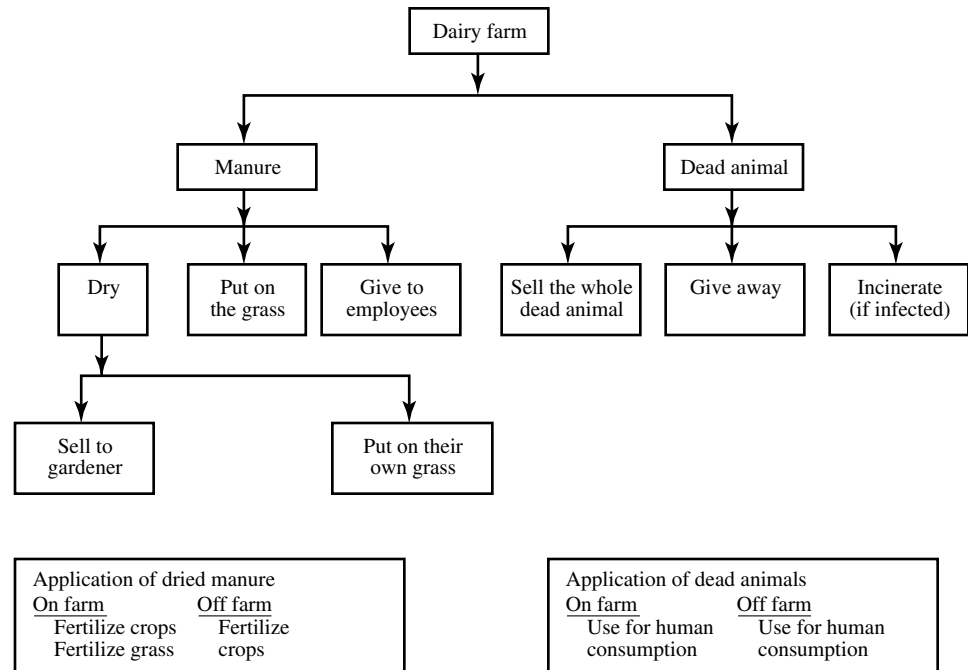 Dairy farm
Manure
Dead animal
Dry
Put on
the grass
Give to
employees
Sell the whole
dead animal
Give away
Incinerate
(if infected)
Sell to
gardener
Put on their
own grass
Application of dried manure
On farm Off farm
Fertilize crops Fertilize
Fertilize grass crops
Application of dead animals
On farm Off farm
Use for human Use for human
consumption consumption